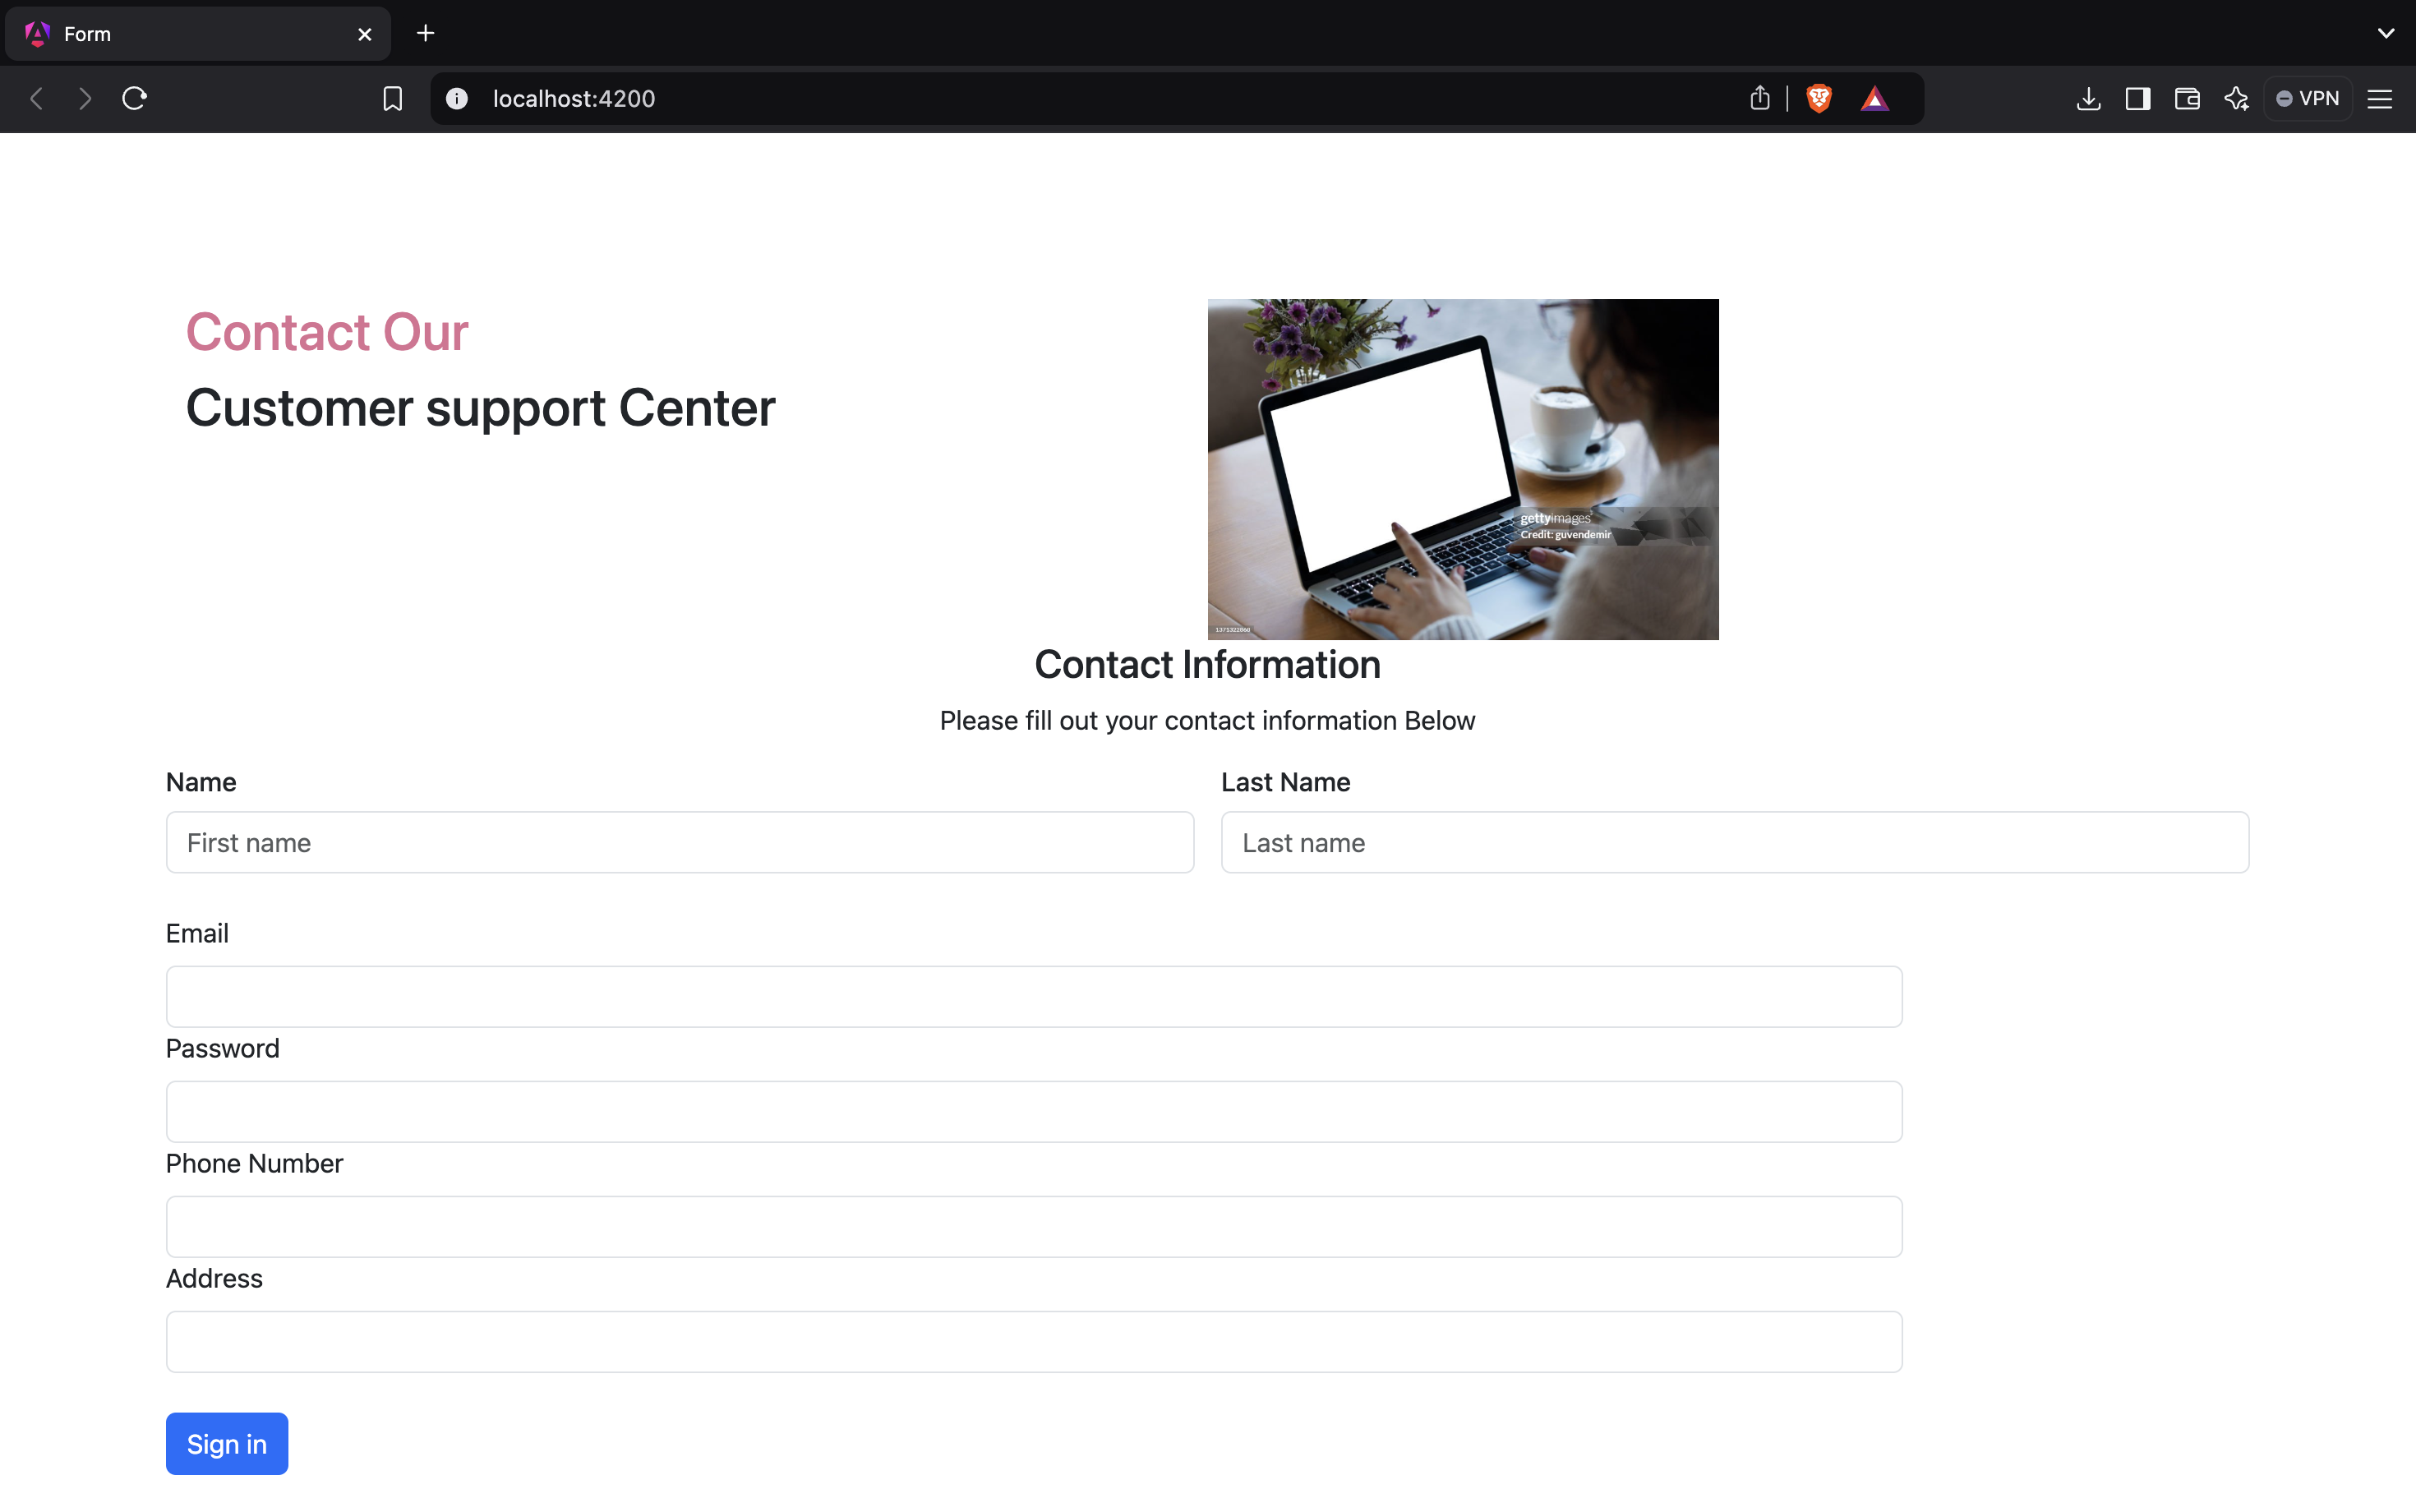 Form
localhost:4200
VPN
Contact Our
Customer support Center
gettyimages
Credit: guvendemir
1371322868
Contact Information
Please fill out your contact information Below
Name
Last Name
First name
Last name
Email
Password
Phone Number
Address
Sign in